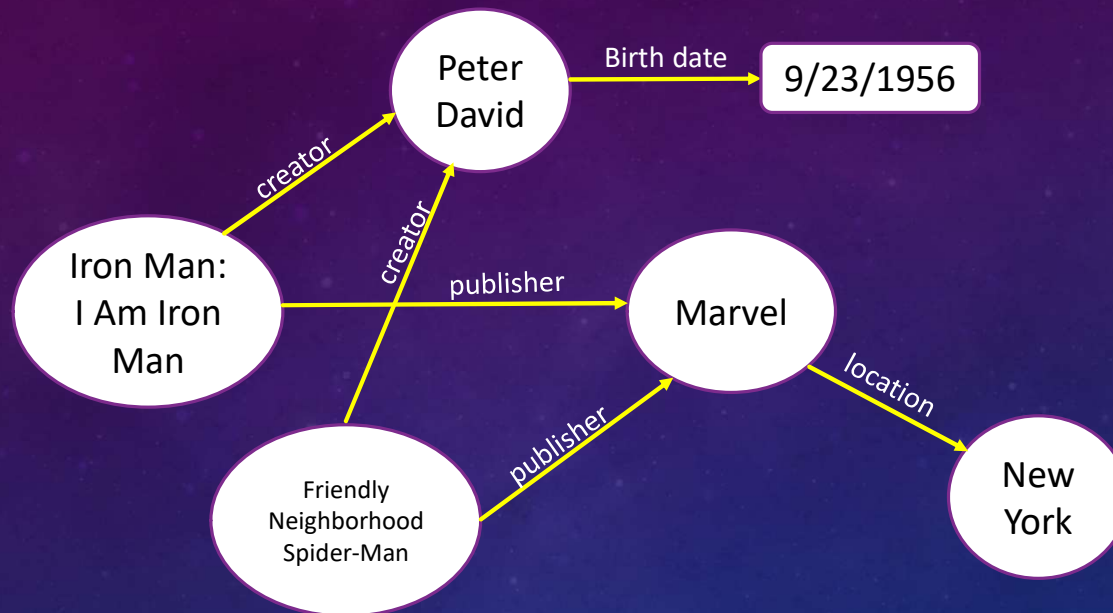 Peter
David
Birth date
9/23/1956
creator
creator
Iron Man:
I Am Iron
Man
publisher
Marvel
location
publisher
Friendly
Neighborhood
Spider-Man
New
York